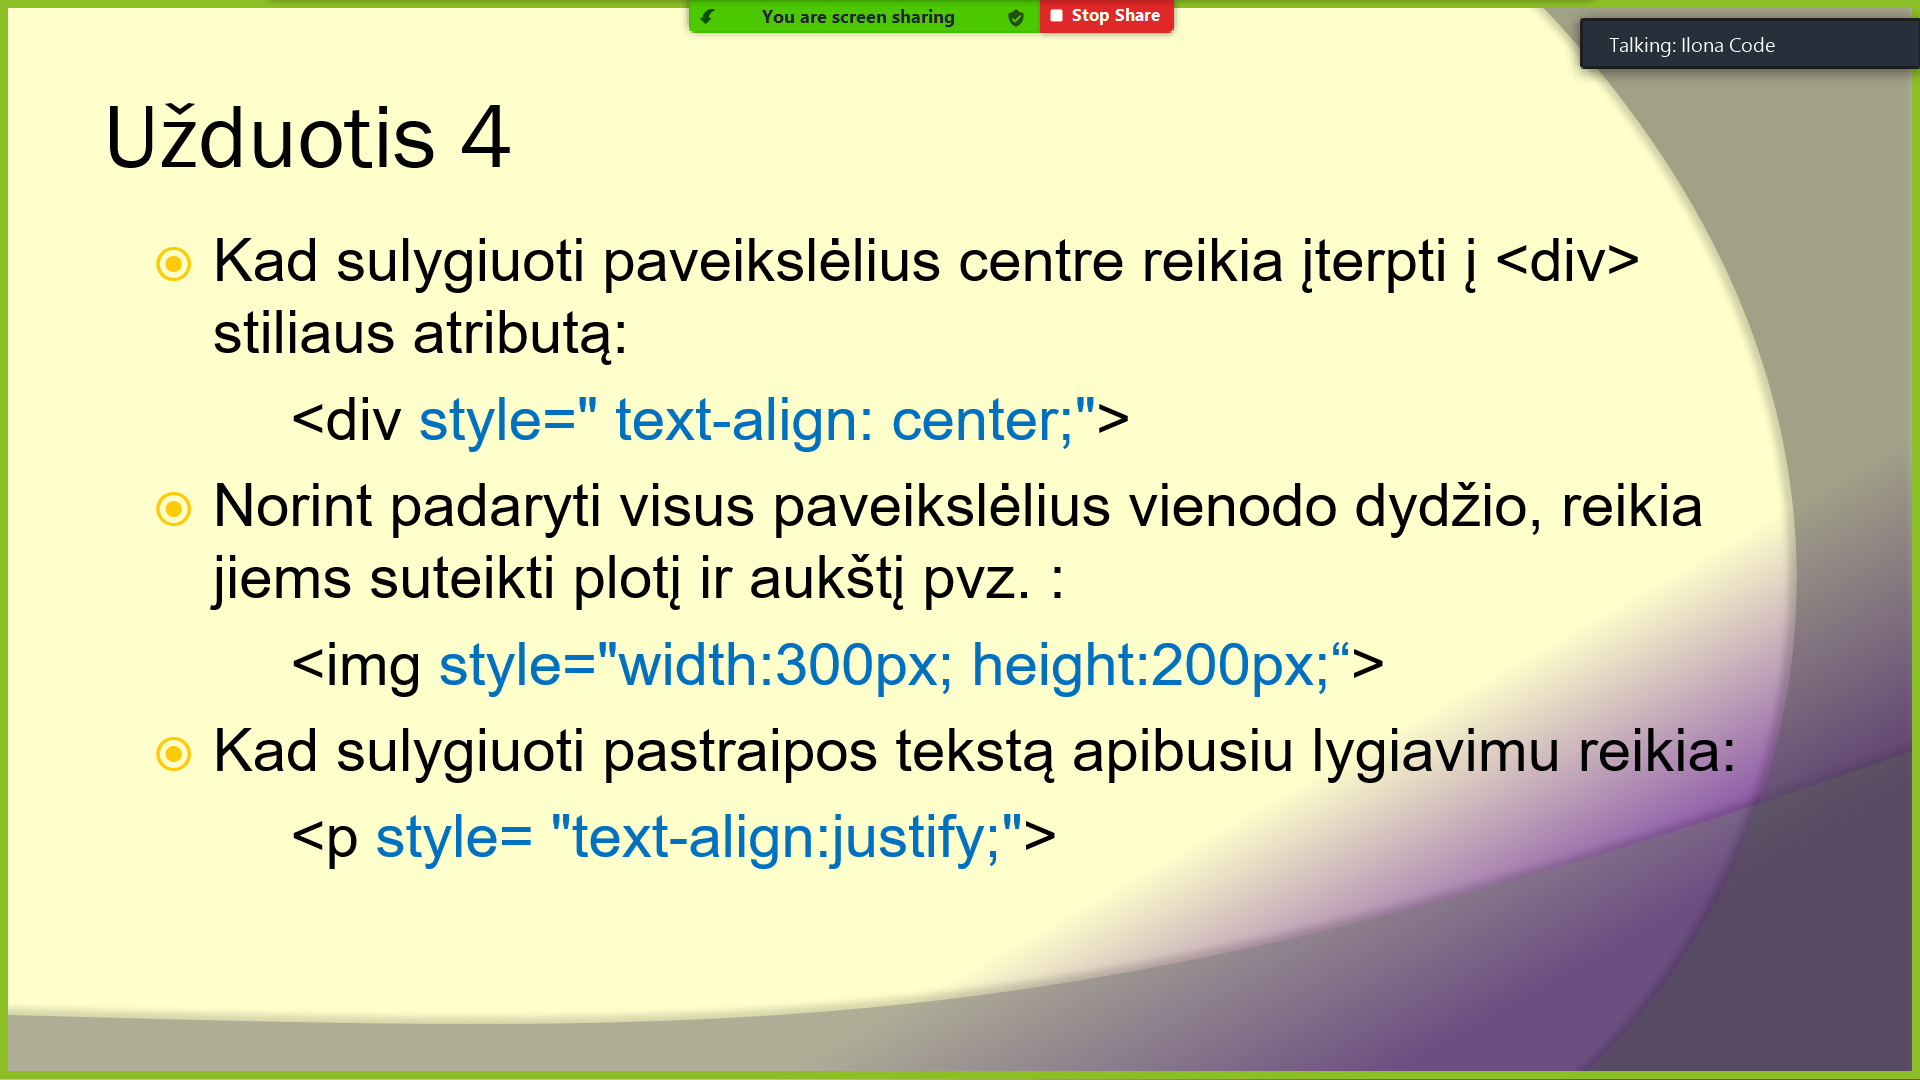 You are screen sharing
Stop Share
Talking: Ilona Code
Užduotis 4
Kad sulygiuoti paveikslėlius centre reikia įterpti į <div>
stiliaus atributą:
<div style=" text-align: center;">
Norint padaryti visus paveikslėlius vienodo dydžio, reikia
jiems suteikti plotį ir aukštį pvz. :
<img style="width:300px; height:200px;“>
Kad sulygiuoti pastraipos tekstą apibusiu lygiavimu reikia:
<p style= "text-align:justify;">